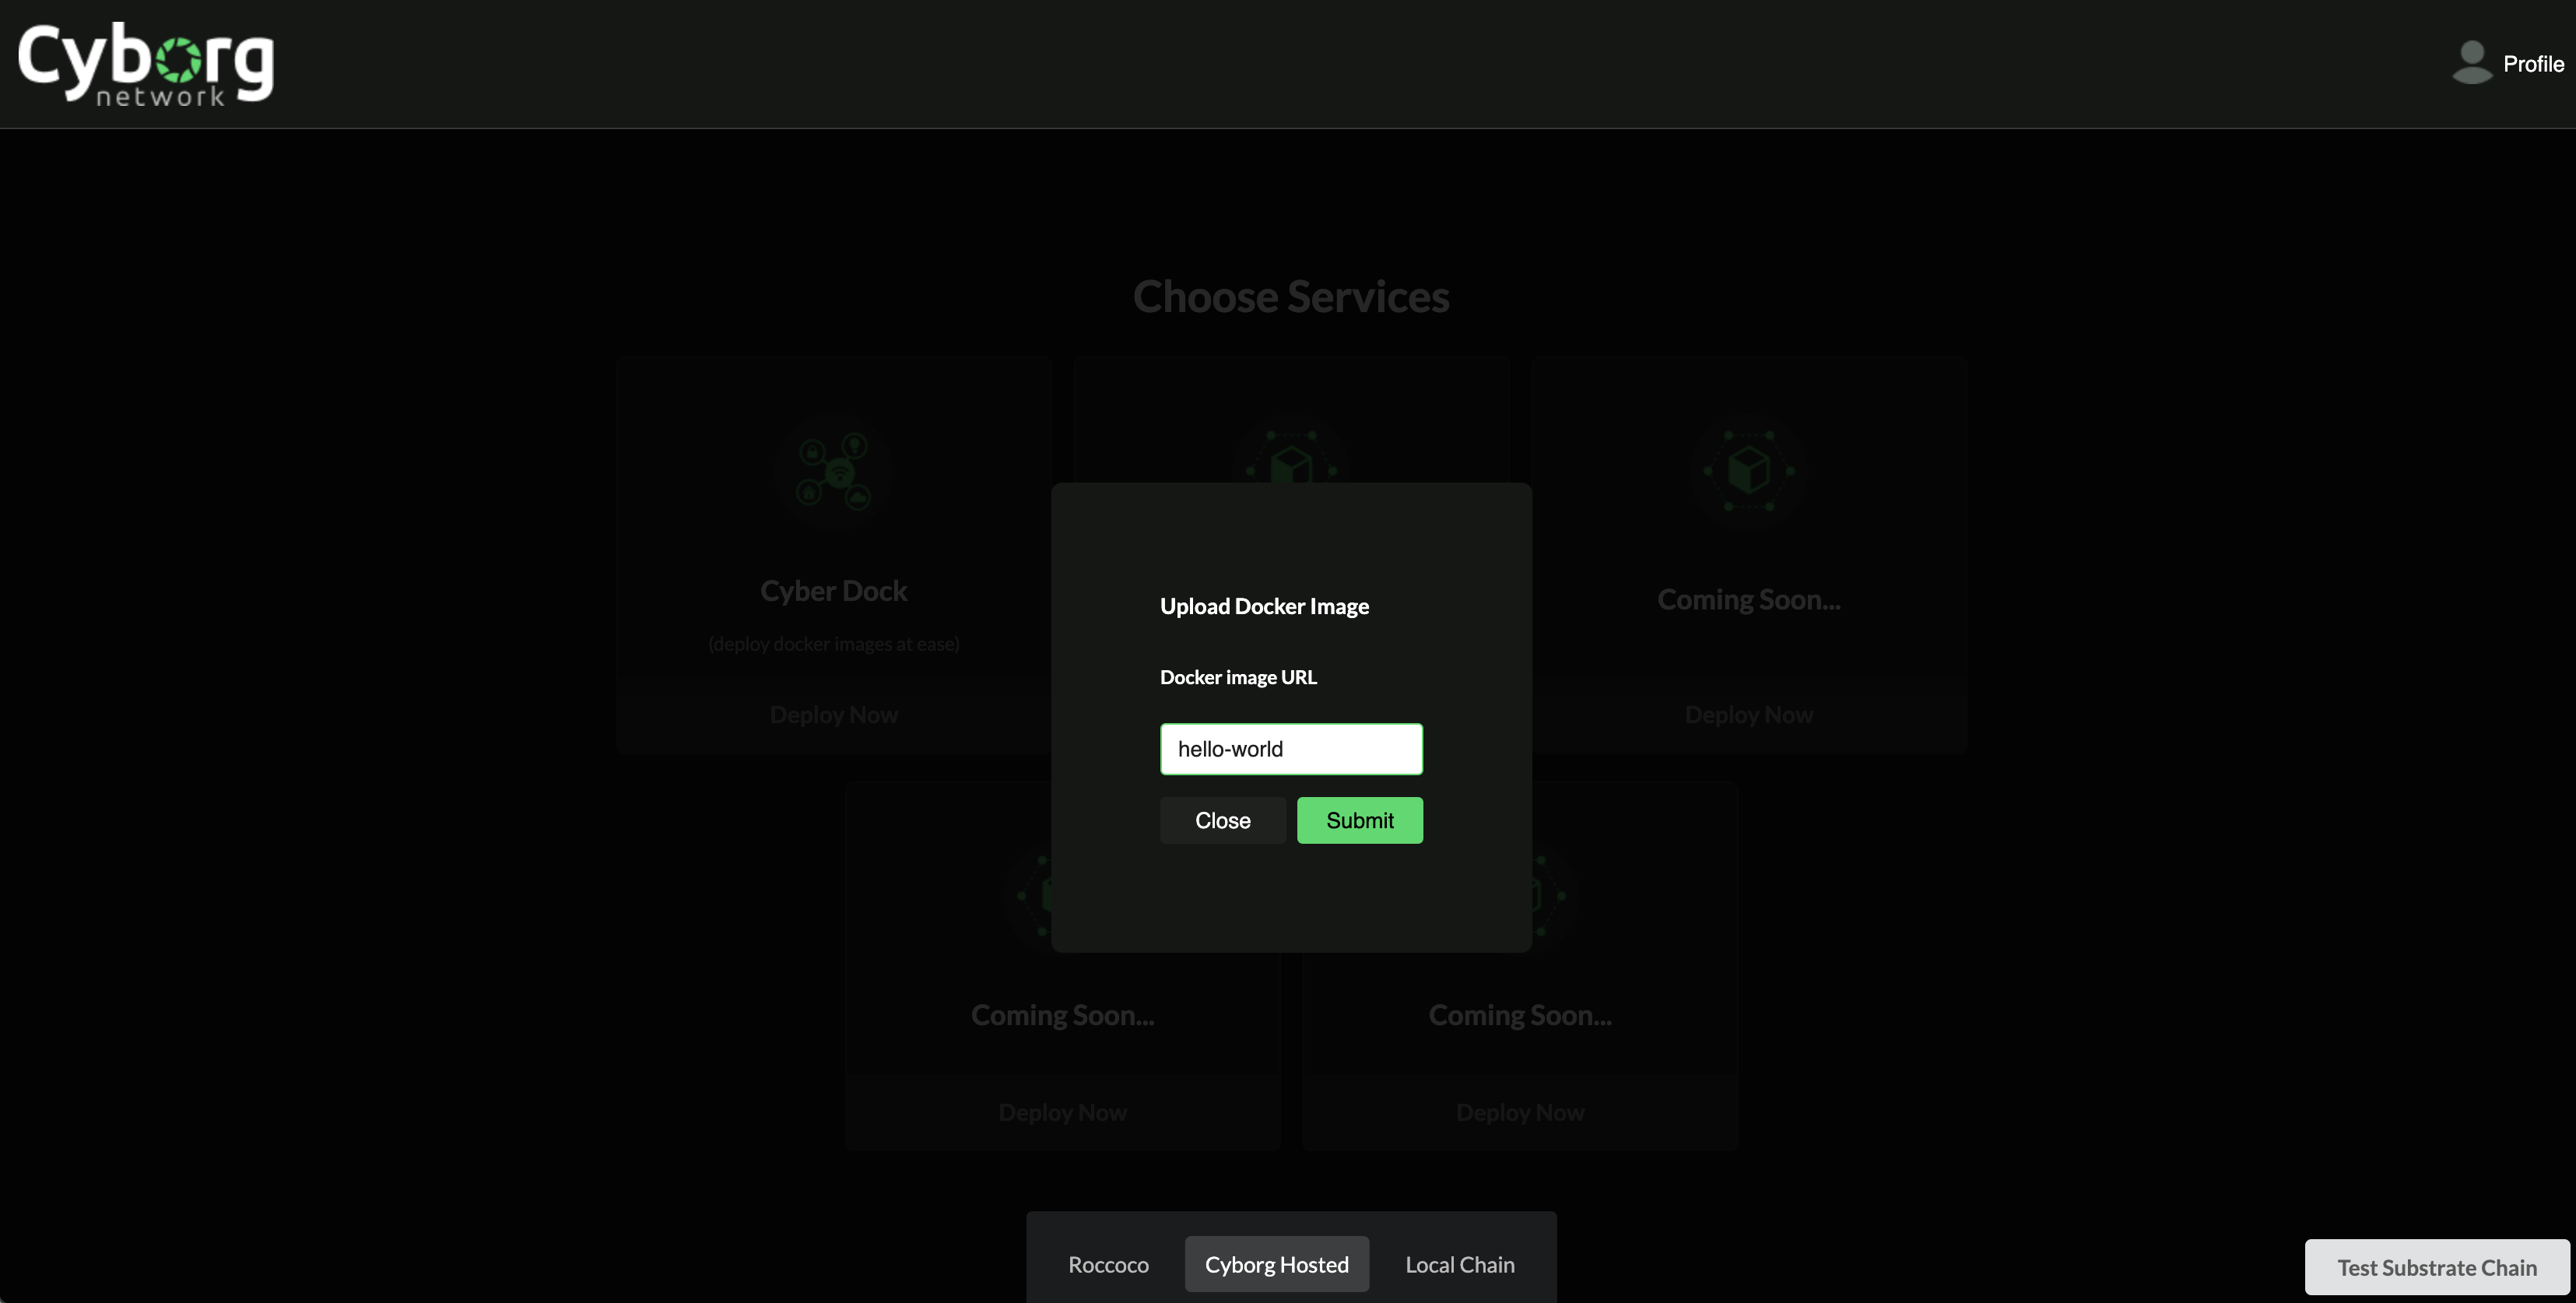 Cyborg
network
Profile
Choose Services
Cyber Dock
(deploy docker images at ease)
Deploy Now
Coming Soon...
Deploy Now
Upload Docker Image
Docker image URL
hello-world
Close
Submit
Coming Soon...
Deploy Now
Coming Soon...
Deploy Now
Roccoco
Cyborg Hosted
Local Chain
Test Substrate Chain